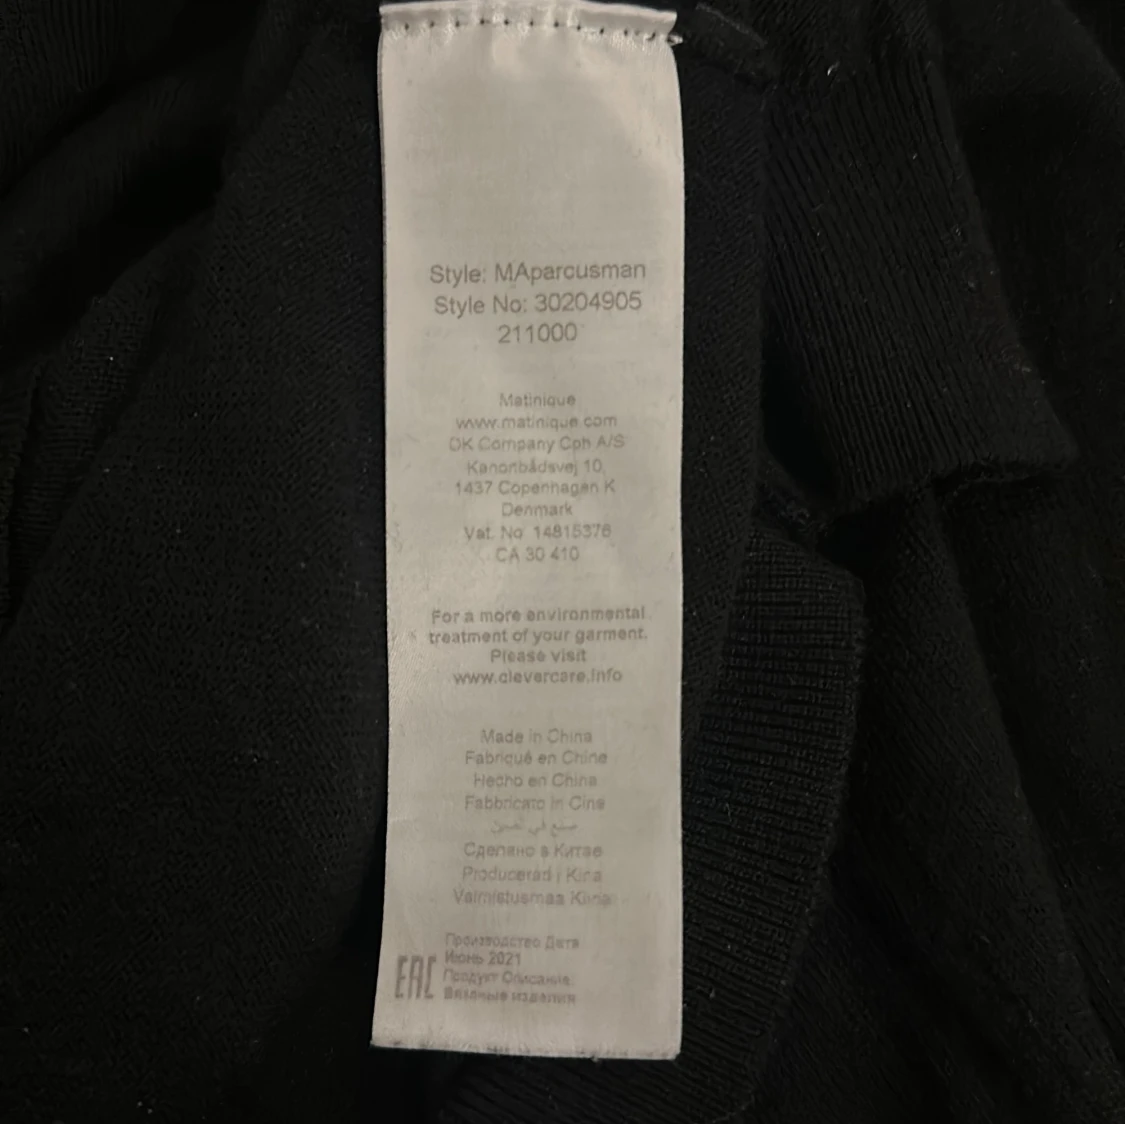 Style: MAparcusman
Style No: 30204905
211000
Matinique
www.matinique.com
DK Company Cph A/S
Kanonbådsvej 10,
1437 Copenhagen K
Denmark
Vat. No 14815376
CA 30 410
For a more environmental
treatment of your garment.
Please visit
www.clevercare.info
Made in China
Fabriqué en Chine
Hecho en China
Fabbricato in Cina
صنع في الصين
Сделано в Китае
Producerad i Kina
Valmistusmaa Kiina
Производство Дата
Июнь 2021
EAC Продукт Описание:
Вязаные изделия